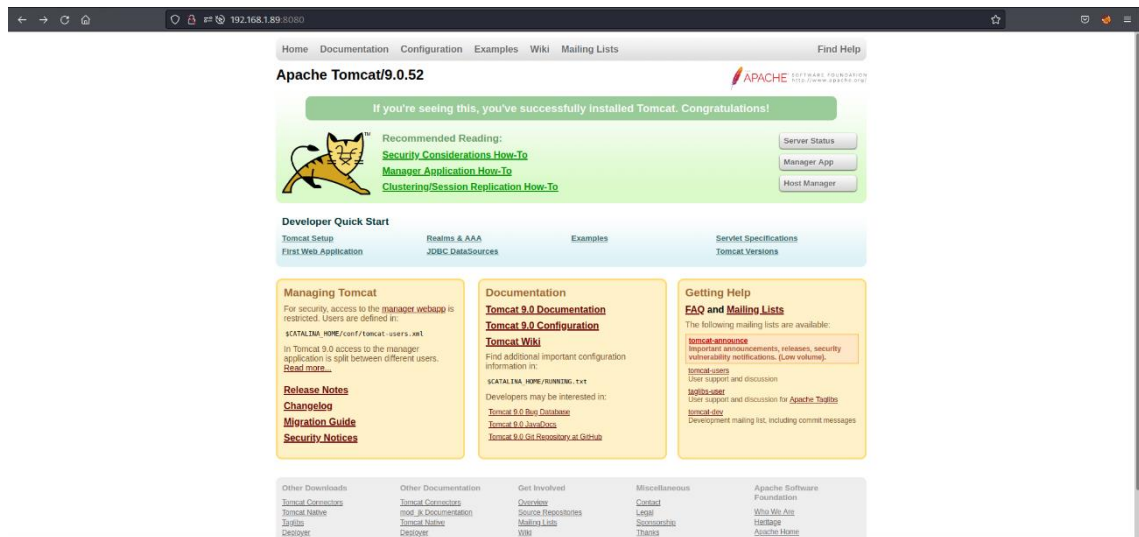 192.168.1.89:8080
Home Documentation Configuration Examples Wiki Mailing Lists Find Help
Apache Tomcat/9.0.52
APACHE SOFTWARE FOUNDATION
http://www.apache.org/
If you're seeing this, you've successfully installed Tomcat. Congratulations!
TM
Recommended Reading:
Security Considerations How-To
Manager Application How-To
Clustering/Session Replication How-To
Server Status
Manager App
Host Manager
Developer Quick Start
Tomcat Setup
First Web Application
Realms & AAA
JDBC DataSources
Examples
Servlet Specifications
Tomcat Versions
Managing Tomcat
For security, access to the manager webapp is
restricted. Users are defined in:
$CATALINA_HOME/conf/tomcat-users.xml
In Tomcat 9.0 access to the manager
application is split between different users.
Read more...
Release Notes
Changelog
Migration Guide
Security Notices
Documentation
Tomcat 9.0 Documentation
Tomcat 9.0 Configuration
Tomcat Wiki
Find additional important configuration
information in:
$CATALINA_HOME/RUNNING.txt
Developers may be interested in:
Tomcat 9.0 Bug Database
Tomcat 9.0 JavaDocs
Tomcat 9.0 Git Repository at GitHub
Getting Help
FAQ and Mailing Lists
The following mailing lists are available:
tomcat-announce
Important announcements, releases, security
vulnerability notifications. (Low volume).
tomcat-users
User support and discussion
taglibs-user
User support and discussion for Apache Taglibs
tomcat-dev
Development mailing list, including commit messages
Other Downloads
Tomcat Connectors
Tomcat Native
Taglibs
Deployer
Other Documentation
Tomcat Connectors
mod_jk Documentation
Tomcat Native
Deployer
Get Involved
Overview
Source Repositories
Mailing Lists
Wiki
Miscellaneous
Contact
Legal
Sponsorship
Thanks
Apache Software
Foundation
Who We Are
Heritage
Apache Home